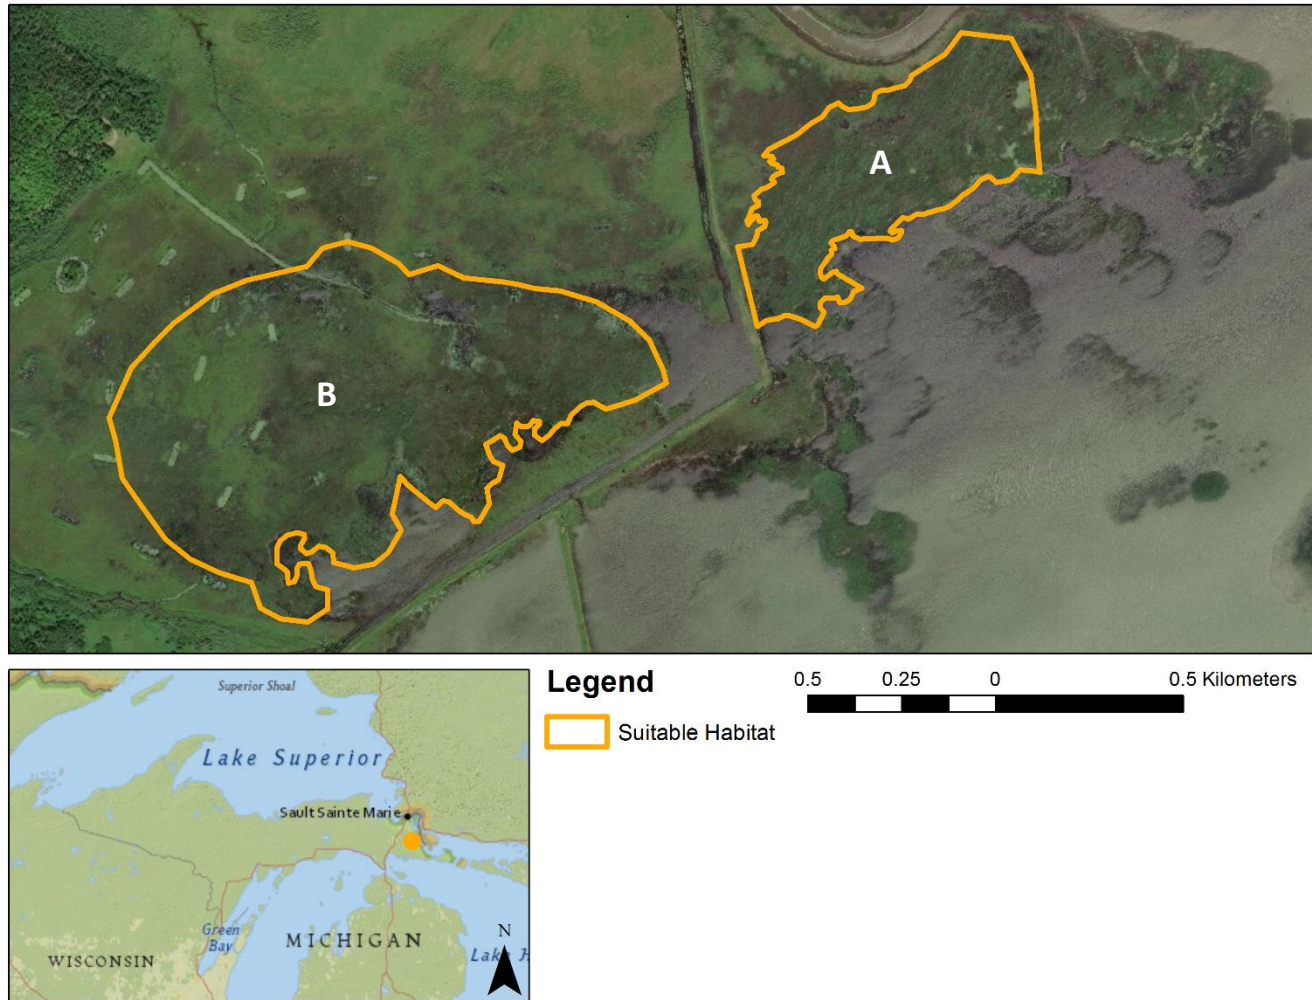 A
B
Legend
0.5 0.25 0 0.5 Kilometers
Suitable Habitat
Superior Shoal
Lake Superior
Sault Sainte Marie
Green
Bay
MICHIGAN
WISCONSIN
N
Lake H